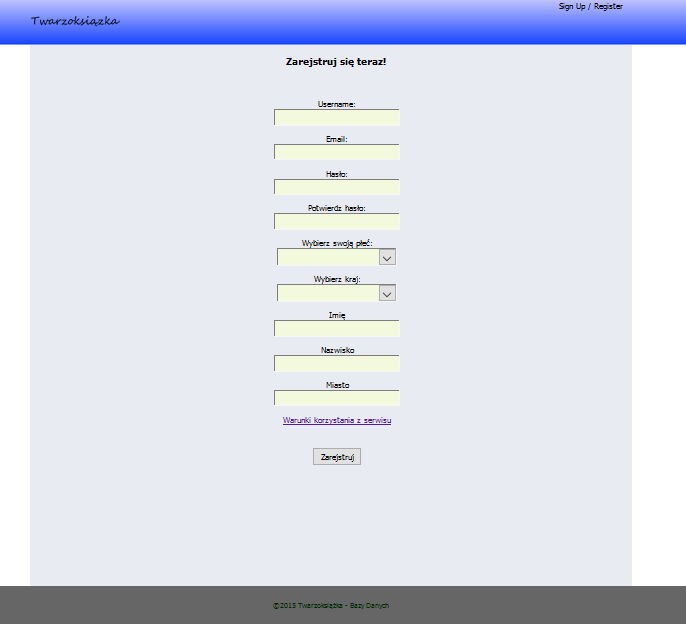 Twarzoksiązka
Sign Up / Register
Zarejstruj się teraz!
Username:
Email:
Hasło:
Potwierdz hasło:
Wybierz swoją płeć:
Wybierz kraj:
Imię
Nazwisko
Miasto
Warunki korzystania z serwisu
Zarejstruj
©2015 Twarzoksiażka - Bazy Danych